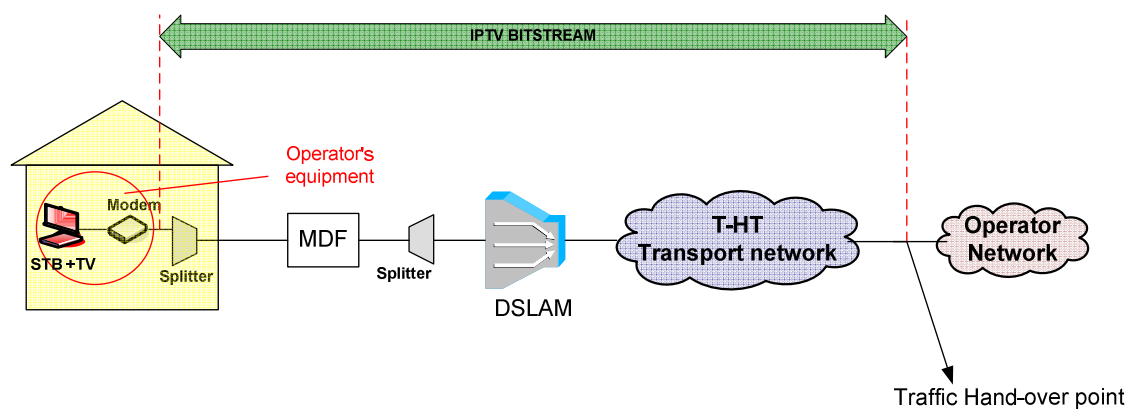 IPTV BITSTREAM
Operator's
equipment
Modem
STB+TV
Splitter
MDF
Splitter
DSLAM
T-HT
Transport network
Operator
Network
Traffic Hand-over point